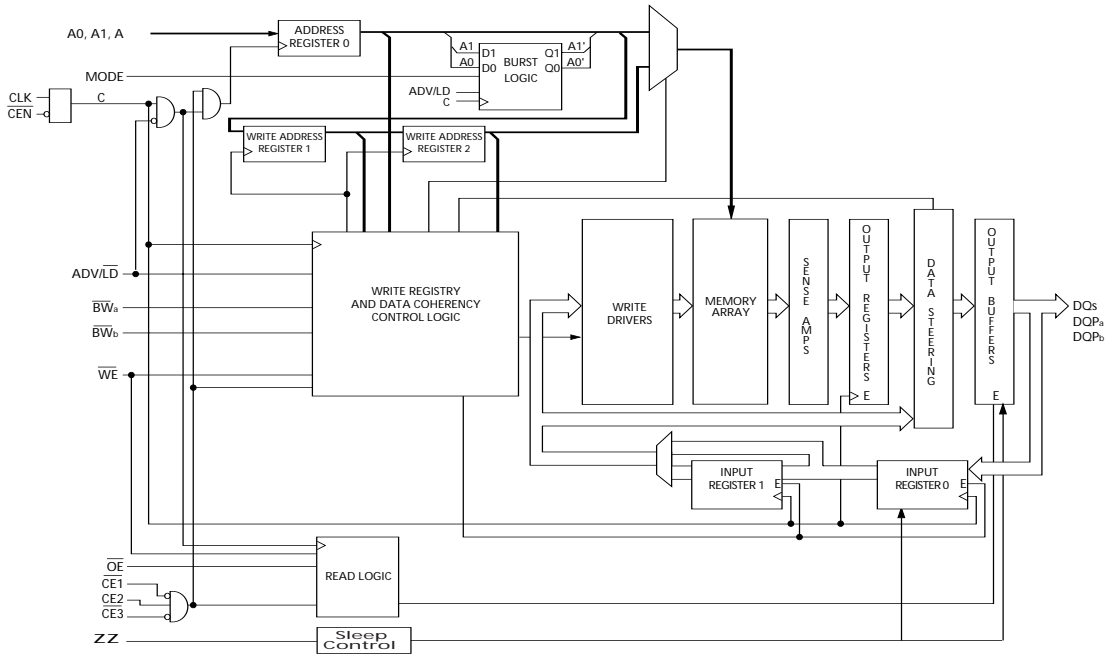 A0, A1, A
ADDRESS
REGISTER 0
A1
A0
D1
D0
BURST
LOGIC
Q1
Q0
A1'
A0'
MODE
ADV/LD
C
CLK
CEN
C
WRITE ADDRESS
REGISTER 1
WRITE ADDRESS
REGISTER 2
ADV/LD
BWa
BWb
WE
WRITE REGISTRY
AND DATA COHERENCY
CONTROL LOGIC
WRITE
DRIVERS
MEMORY
ARRAY
SENSE AMPS
OUTPUT REGISTERS
E
DATA STEERING
OUTPUT BUFFERS
E
DQs
DQPa
DQPb
INPUT
REGISTER 1
E
INPUT
REGISTER 0
E
OE
CE1
CE2
CE3
READ LOGIC
ZZ
Sleep
Control